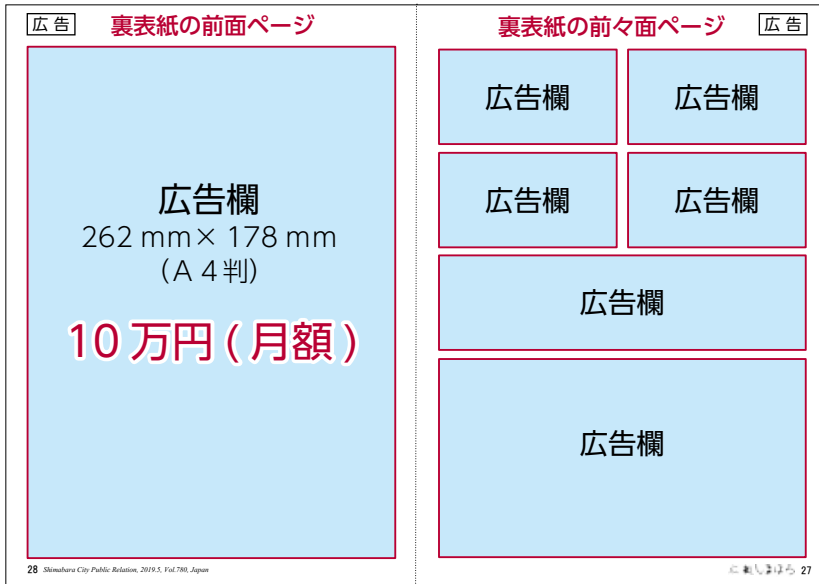 広 告
裏表紙の前面ページ
広告欄
262 mm× 178 mm
（A 4判）
10 万円 ( 月額 )
28 Shimabara City Public Relation, 2019.5, Vol.780, Japan
裏表紙の前々面ページ
広 告
広告欄
広告欄
広告欄
広告欄
広告欄
広告欄
27